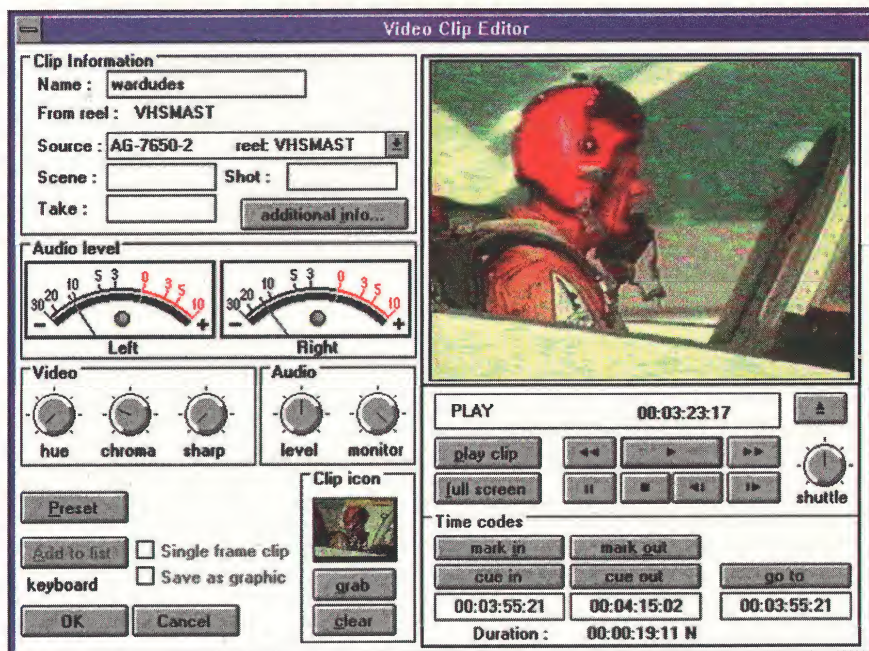 Video Clip Editor
Clip Information
Name : wardudes
From reel : VHSMAST
Source : AG-7650-2 reel: VHSMAST
Scene : Shot :
Take : additional info...
Audio level
30 20 10 5 3 0 3 5 10
- +
Left
30 20 10 5 3 0 3 5 10
- +
Right
Video
hue chroma sharp
Audio
level monitor
Preset
Add to list
Single frame clip
Save as graphic
keyboard
OK Cancel
Clip icon
grab
clear
PLAY 00:03:23:17
play clip
full screen
shuttle
Time codes
mark in mark out
cue in cue out go to
00:03:55:21 00:04:15:02 00:03:55:21
Duration : 00:00:19:11 N